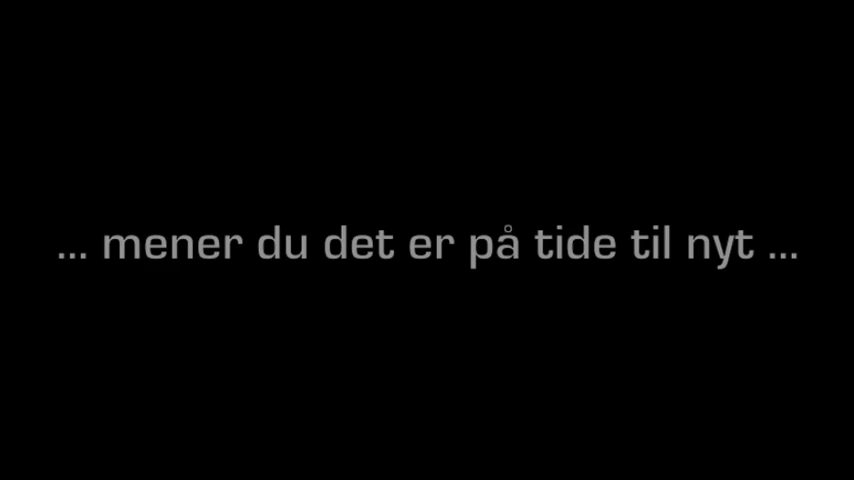 ... mener du det er på tide til nyt ...